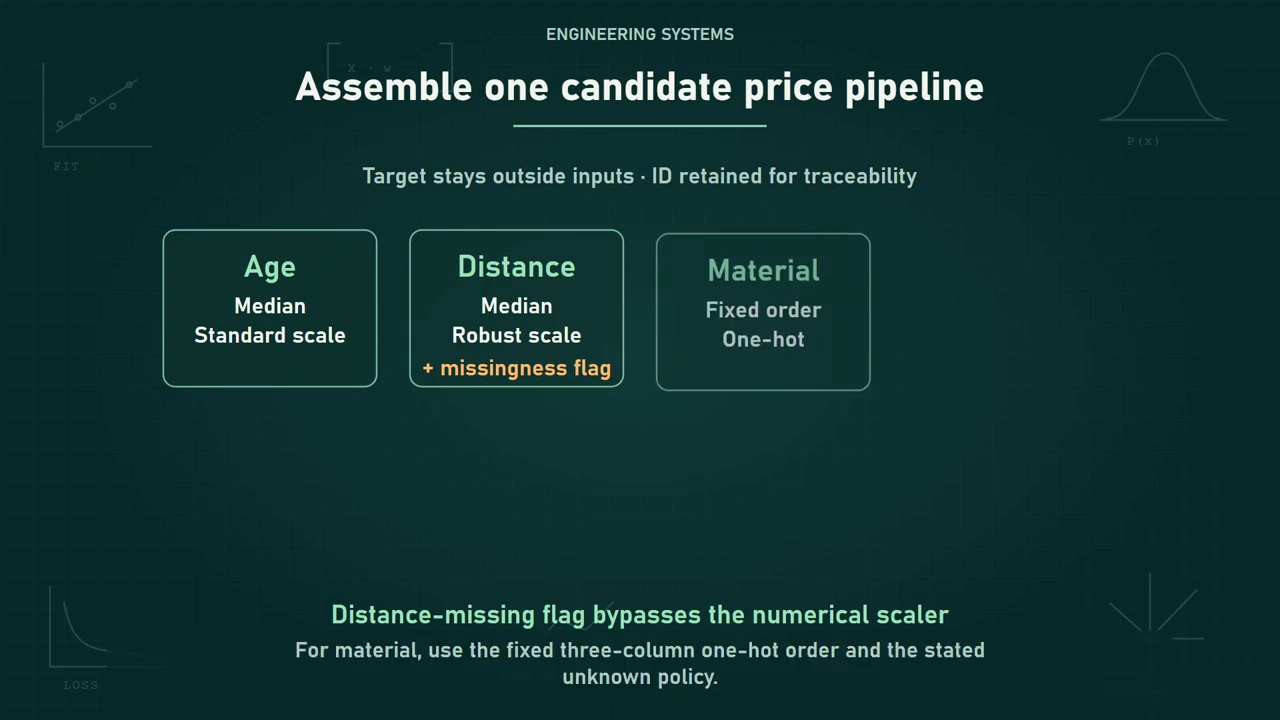 ENGINEERING SYSTEMS
X · W
Assemble one candidate price pipeline
FIT
P(X)
Target stays outside inputs · ID retained for traceability
Age
Median
Standard scale
Distance
Median
Robust scale
+ missingness flag
Material
Fixed order
One-hot
Distance-missing flag bypasses the numerical scaler
For material, use the fixed three-column one-hot order and the stated
unknown policy.
LOSS